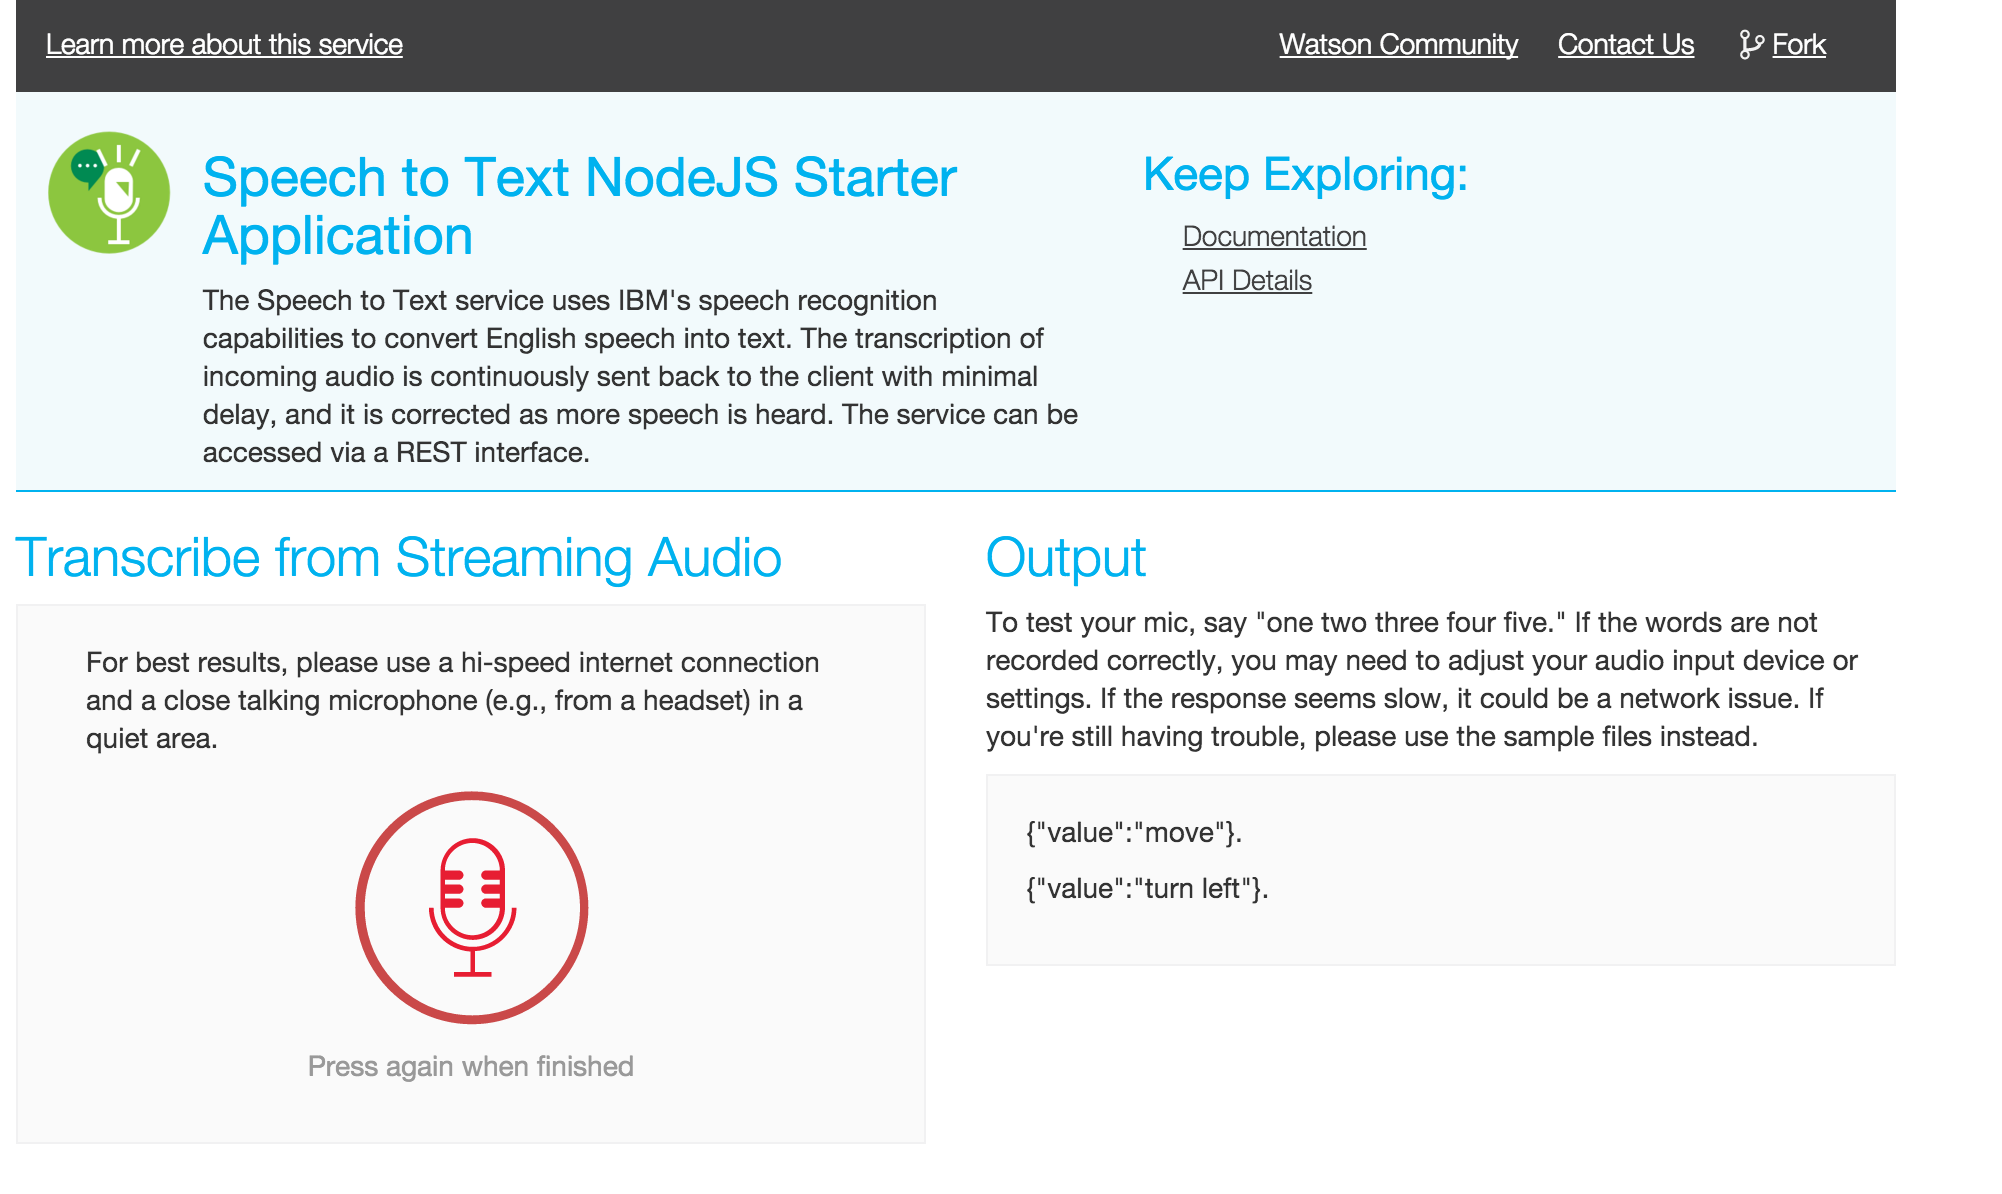 Learn more about this service
Watson Community
Contact Us
Fork
Speech to Text NodeJS Starter
Application
The Speech to Text service uses IBM's speech recognition
capabilities to convert English speech into text. The transcription of
incoming audio is continuously sent back to the client with minimal
delay, and it is corrected as more speech is heard. The service can be
accessed via a REST interface.
Keep Exploring:
Documentation
API Details
Transcribe from Streaming Audio
For best results, please use a hi-speed internet connection
and a close talking microphone (e.g., from a headset) in a
quiet area.
Press again when finished
Output
To test your mic, say "one two three four five." If the words are not
recorded correctly, you may need to adjust your audio input device or
settings. If the response seems slow, it could be a network issue. If
you're still having trouble, please use the sample files instead.
{"value":"move"}.
{"value":"turn left"}.